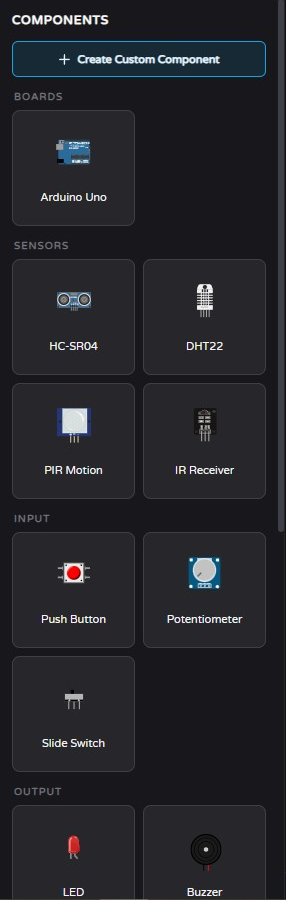 COMPONENTS
+ Create Custom Component
BOARDS
Arduino Uno
SENSORS
HC-SR04
DHT22
PIR Motion
IR Receiver
INPUT
Push Button
Potentiometer
Slide Switch
OUTPUT
LED
Buzzer